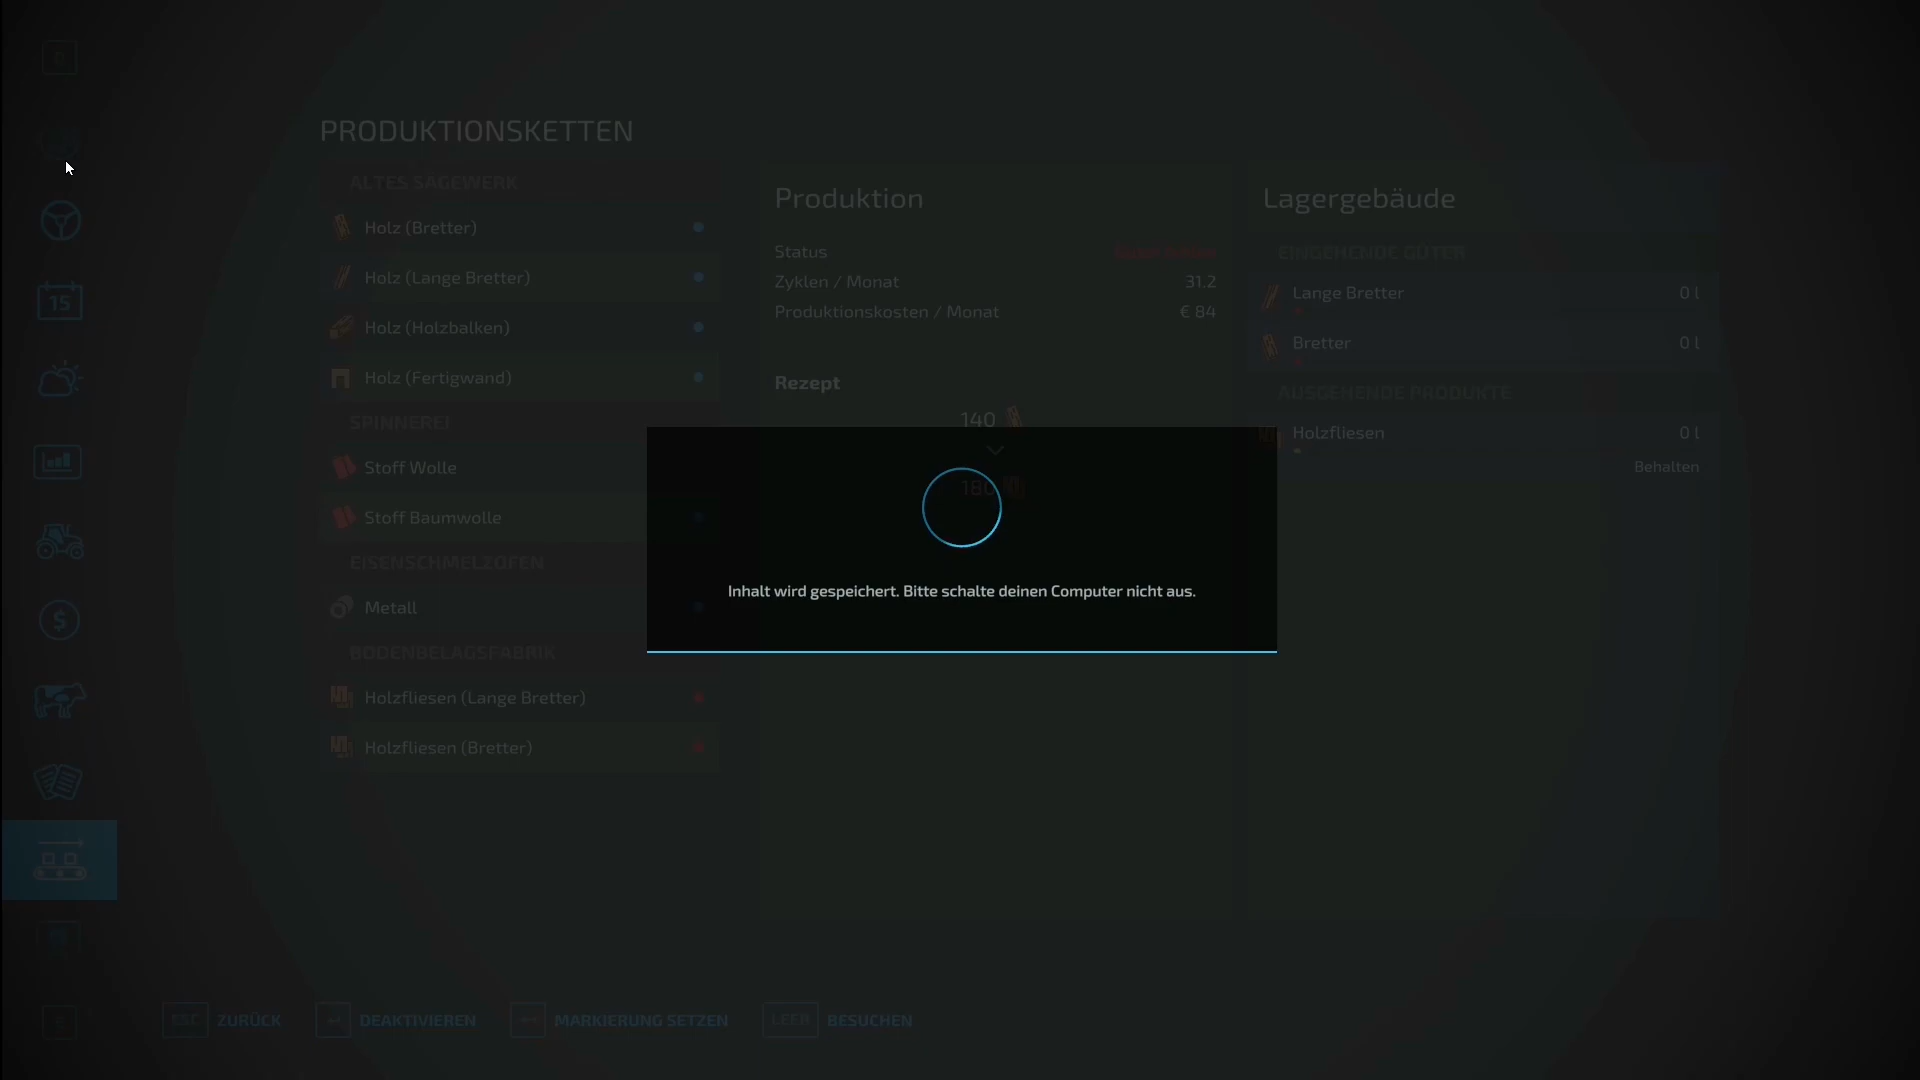 PRODUKTIONSKETTEN
ALTES SÄGEWERK
Holz (Bretter)
Holz (Lange Bretter)
Holz (Holzbalken)
Holz (Fertigwand)
SPINNEREI
Stoff Wolle
Stoff Baumwolle
EISENSCHMELZOFEN
Metall
BODENBELAGSFABRIK
Holzfliesen (Lange Bretter)
Holzfliesen (Bretter)
Produktion
Status
Zyklen / Monat 31.2
Produktionskosten / Monat € 84
Rezept
140
180
Lagergebäude
EINGEHENDE GÜTER
Lange Bretter 0 l
Bretter 0 l
AUSGEHENDE PRODUKTE
Holzfliesen 0 l
Behalten
Inhalt wird gespeichert. Bitte schalte deinen Computer nicht aus.
15
$
ESC ZURÜCK DEAKTIVIEREN MARKIERUNG SETZEN LEER BESUCHEN